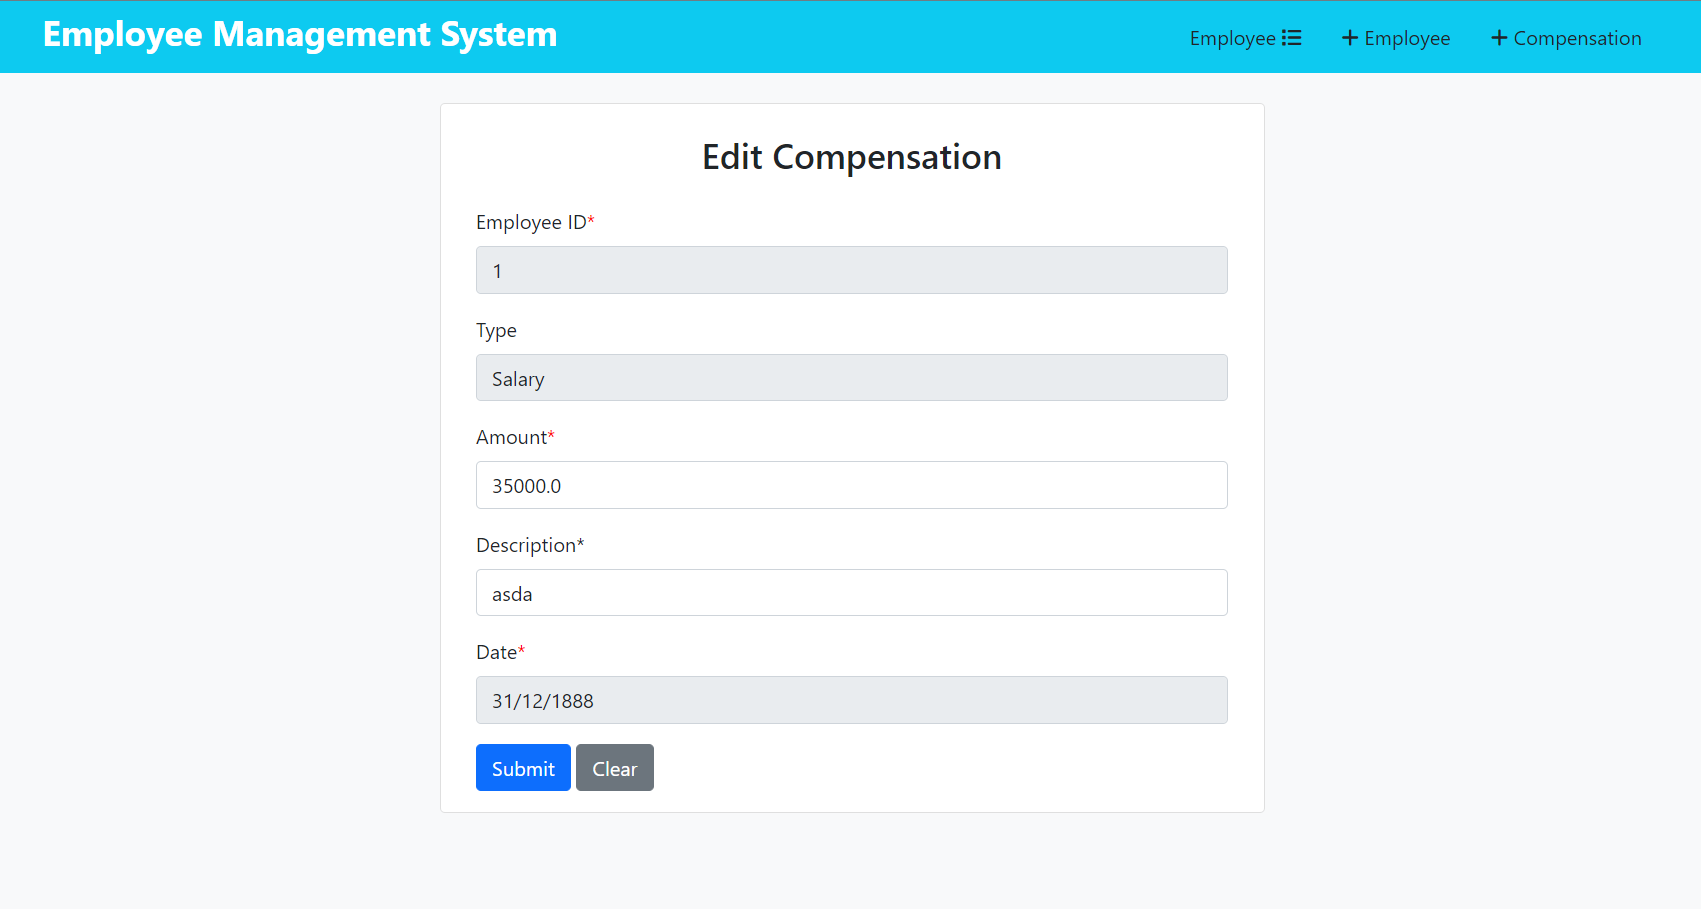 Employee Management System
Employee
Employee
Compensation
Edit Compensation
Employee ID*
1
Type
Salary
Amount*
35000.0
Description*
asda
Date*
31/12/1888
Submit
Clear